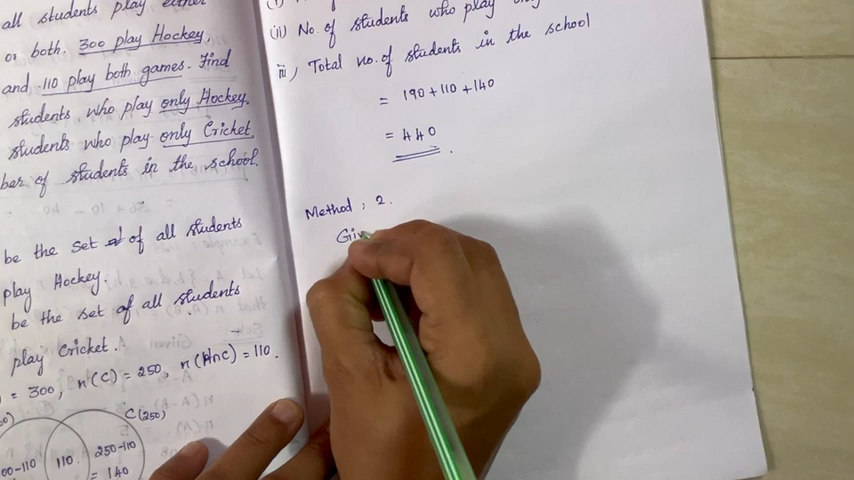 all students play either
or both. 300 play Hockey
and 110 play both games. Find
students who play only Hockey.
students who play only Cricket.
ber of students in the school.
be the set of all students
play Hockey.
be the set of all students
play Cricket.
= 300, n(C) = 250, n(H∩C) = 110.
C(250)
00-110
110.
250-110
= 140
(ii) No. of students who play
iii, Total no. of students in the school
= 190 + 110 + 140
= 440
Method : 2.
Giv